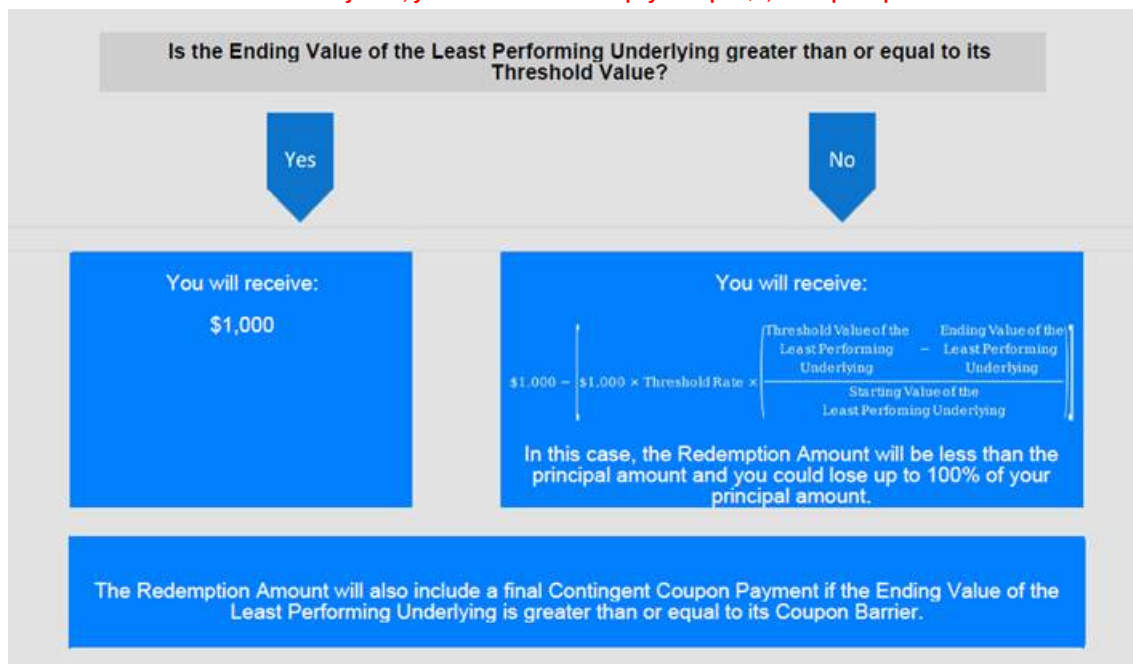 Is the Ending Value of the Least Performing Underlying greater than or equal to its
Threshold Value?
Yes
No
You will receive:
$1,000
You will receive:
$1,000 − [$1,000 × Threshold Rate × (
Threshold Value of the
Least Performing
Underlying
−
Ending Value of the
Least Performing
Underlying
Starting Value of the
Least Perfoming Underlying
)]
In this case, the Redemption Amount will be less than the
principal amount and you could lose up to 100% of your
principal amount.
The Redemption Amount will also include a final Contingent Coupon Payment if the Ending Value of the
Least Performing Underlying is greater than or equal to its Coupon Barrier.